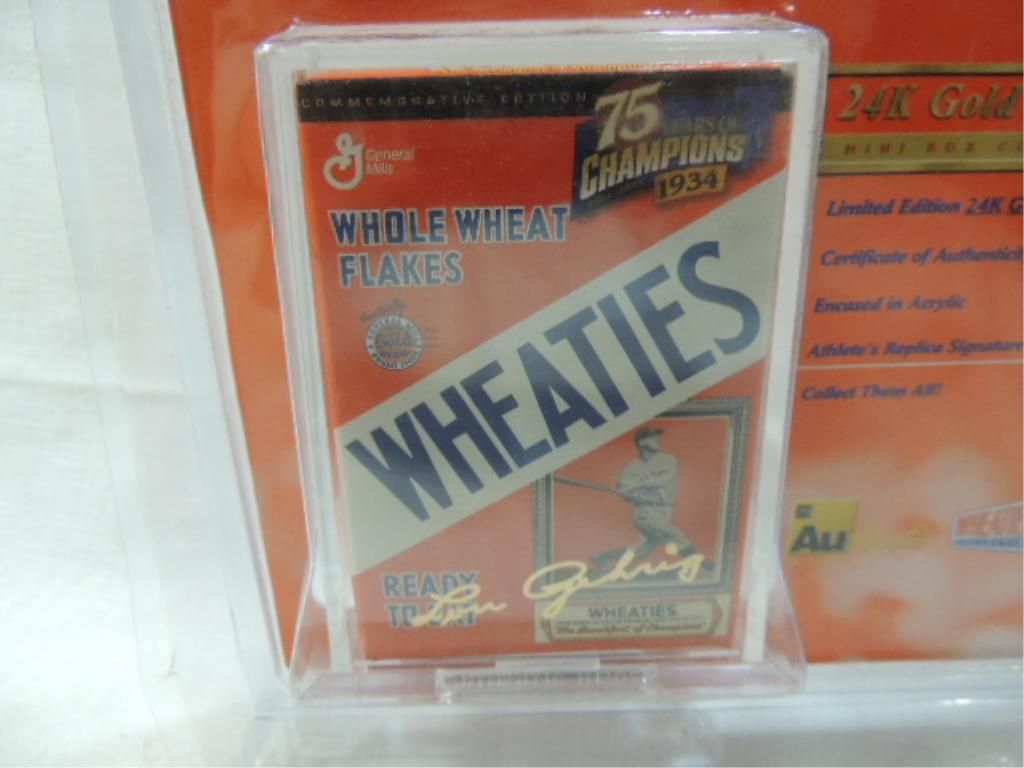 COMMEMORATIVE EDITION
75 YEARS OF
CHAMPIONS
1934
General
Mills
WHOLE WHEAT
FLAKES
WHEATIES
READY
TO EAT
Lou Gehrig
WHEATIES
"The Breakfast of Champions"
24K Gold
MINI BOX
Limited Edition 24K G
Certificate of Authentici
Encased in Acrylic
Athlete's Replica Signature
Collect Them All!
Au